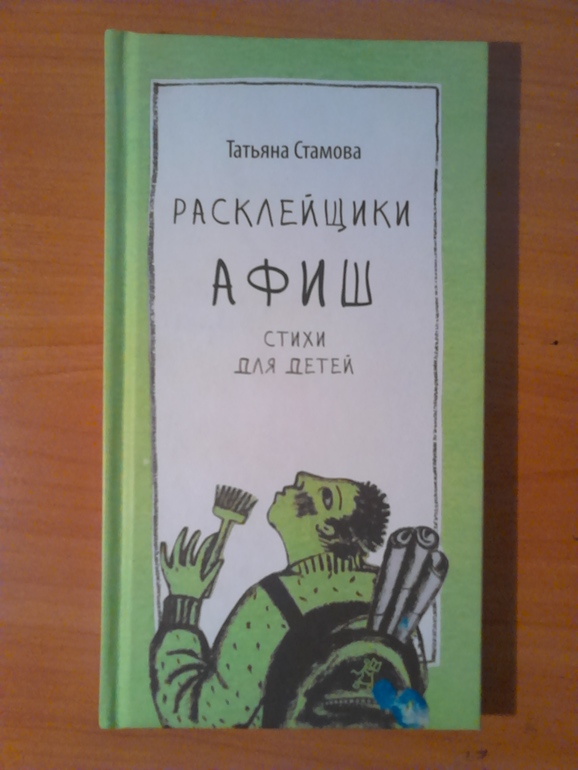 Татьяна Стамова
РАСКЛЕЙЩИКИ
АФИШ
СТИХИ
ДЛЯ ДЕТЕЙ